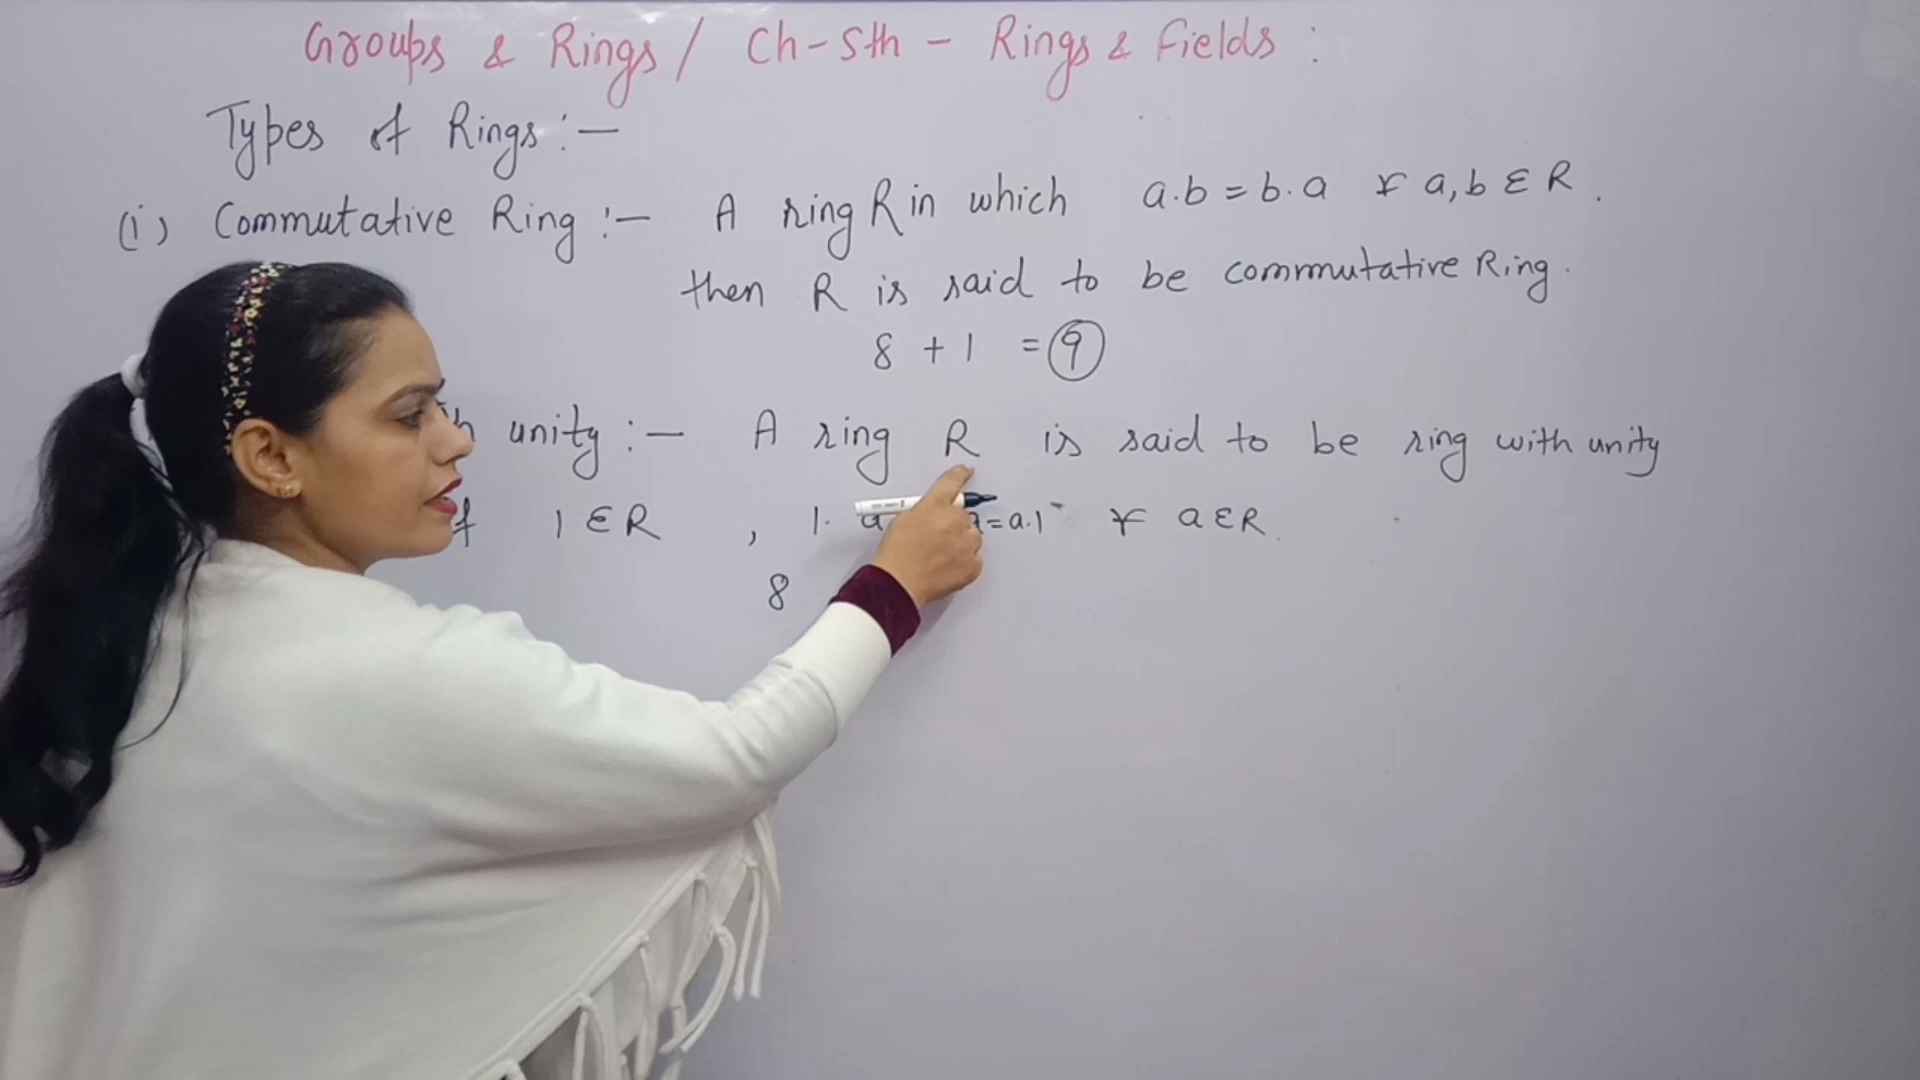 Groups & Rings / Ch-5th - Rings & fields :
Types of Rings :-
(i) Commutative Ring :- A ring R in which a.b = b.a ∀ a,b ∈ R.
then R is said to be commutative Ring.
8 + 1 = 9
unity :- A ring R is said to be ring with unity
1 ∈ R , 1. a = a.1 ∀ a ∈ R.
8